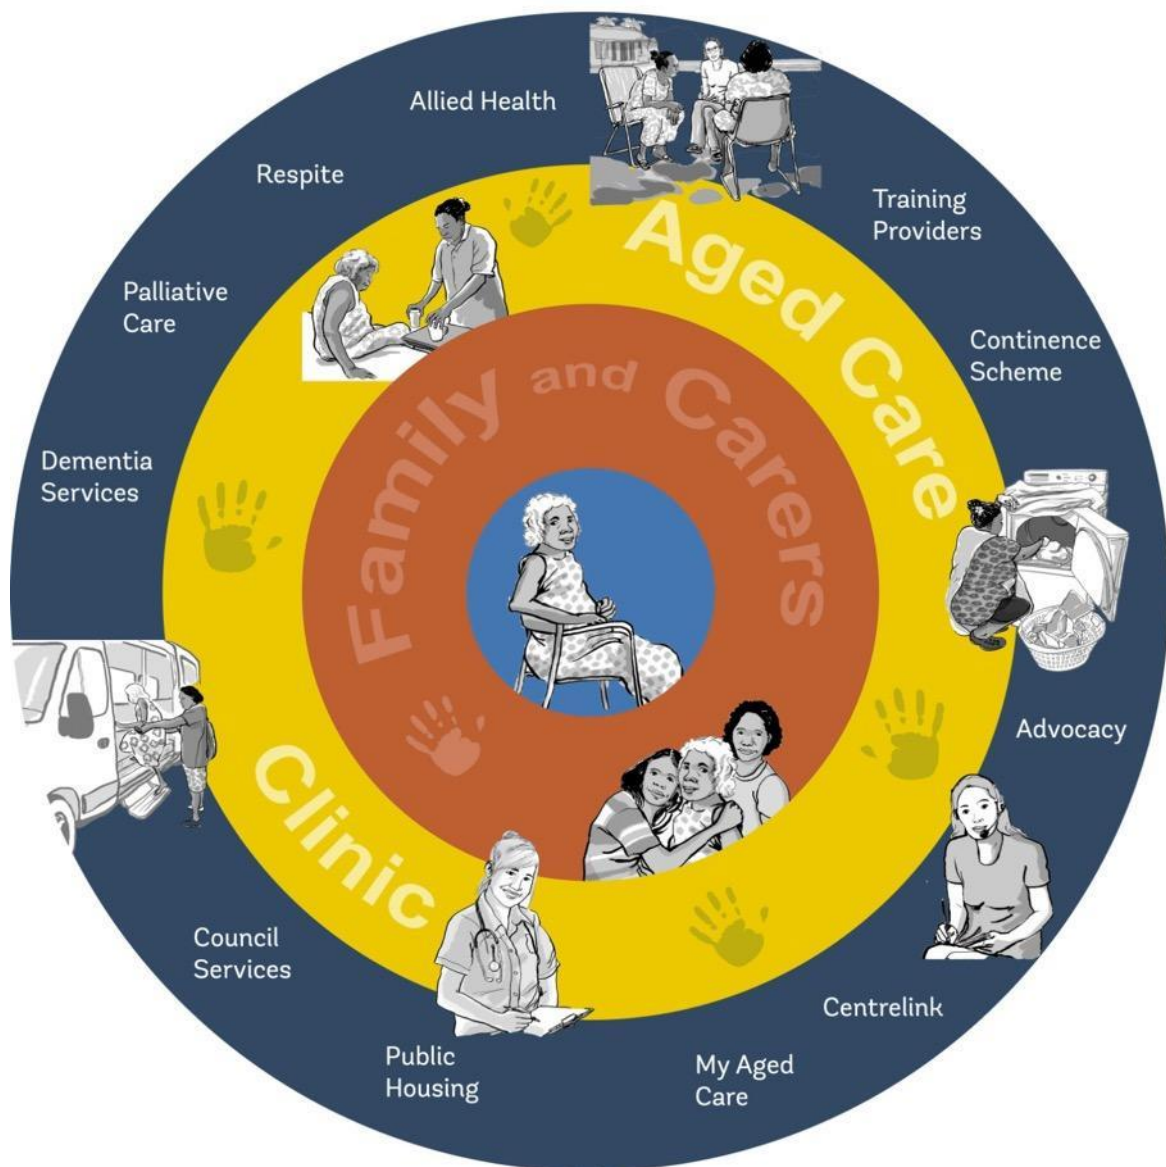 Allied Health
Respite
Training
Providers
Palliative
Care
Continence
Scheme
Dementia
Services
Aged Care
Family and Carers
Clinic
Advocacy
Council
Services
Centrelink
Public
Housing
My Aged
Care